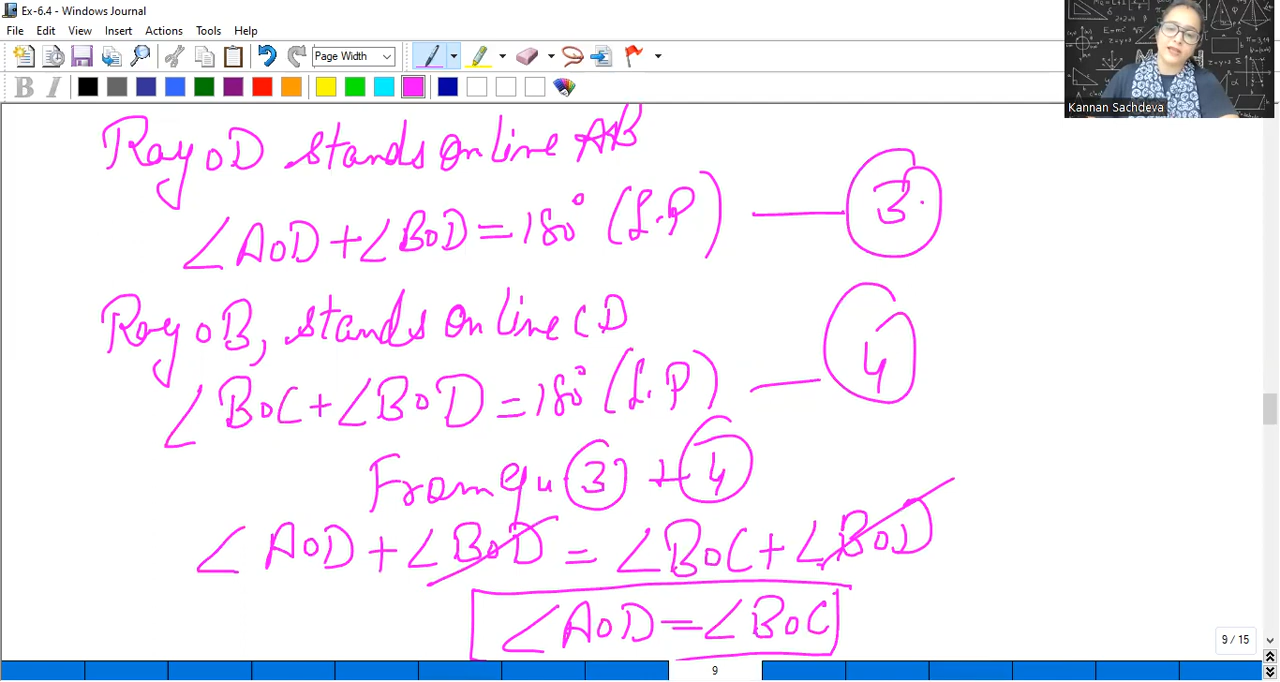 Ex-6.4 - Windows Journal
File Edit View Insert Actions Tools Help
Page Width
B I
Kannan Sachdeva
Ray OD stands on line AB
∠AOD + ∠BOD = 180° (L.P) — 3
Ray OB, stands on line CD
∠BOC + ∠BOD = 180° (L.P) — 4
From equ 3 + 4
∠AOD + ∠BOD = ∠BOC + ∠BOD
∠AOD = ∠BOC
9 / 15
9